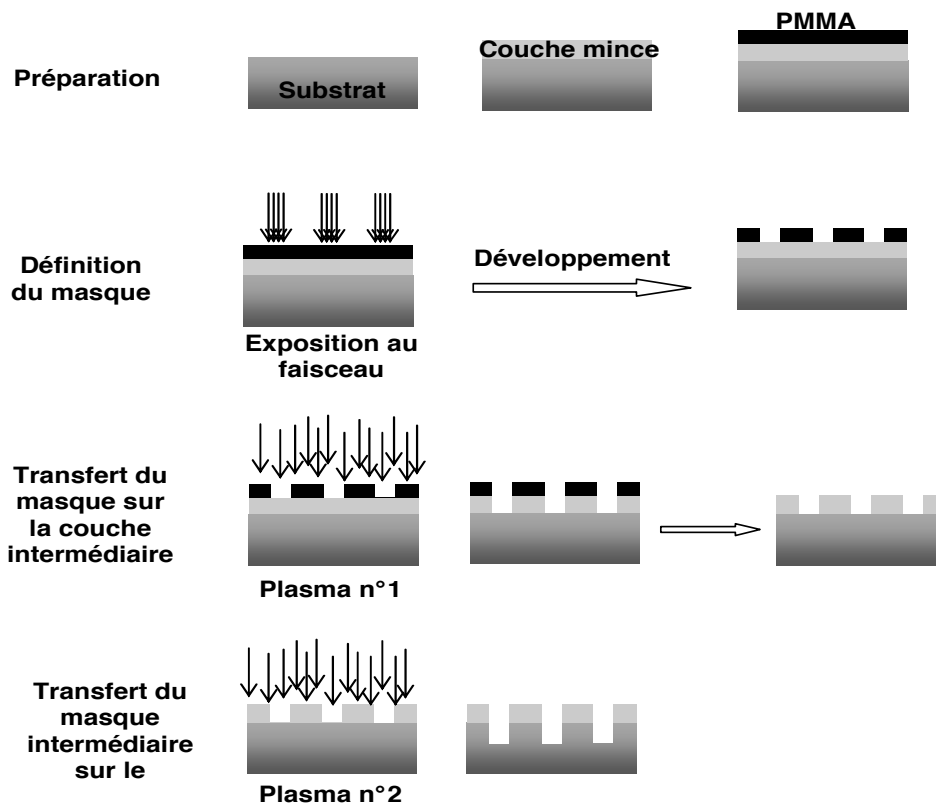 Préparation
Substrat
Couche mince
PMMA
Définition
du masque
Exposition au
faisceau
Développement
Transfert du
masque sur
la couche
intermédiaire
Plasma n°1
Transfert du
masque
intermédiaire
sur le
Plasma n°2